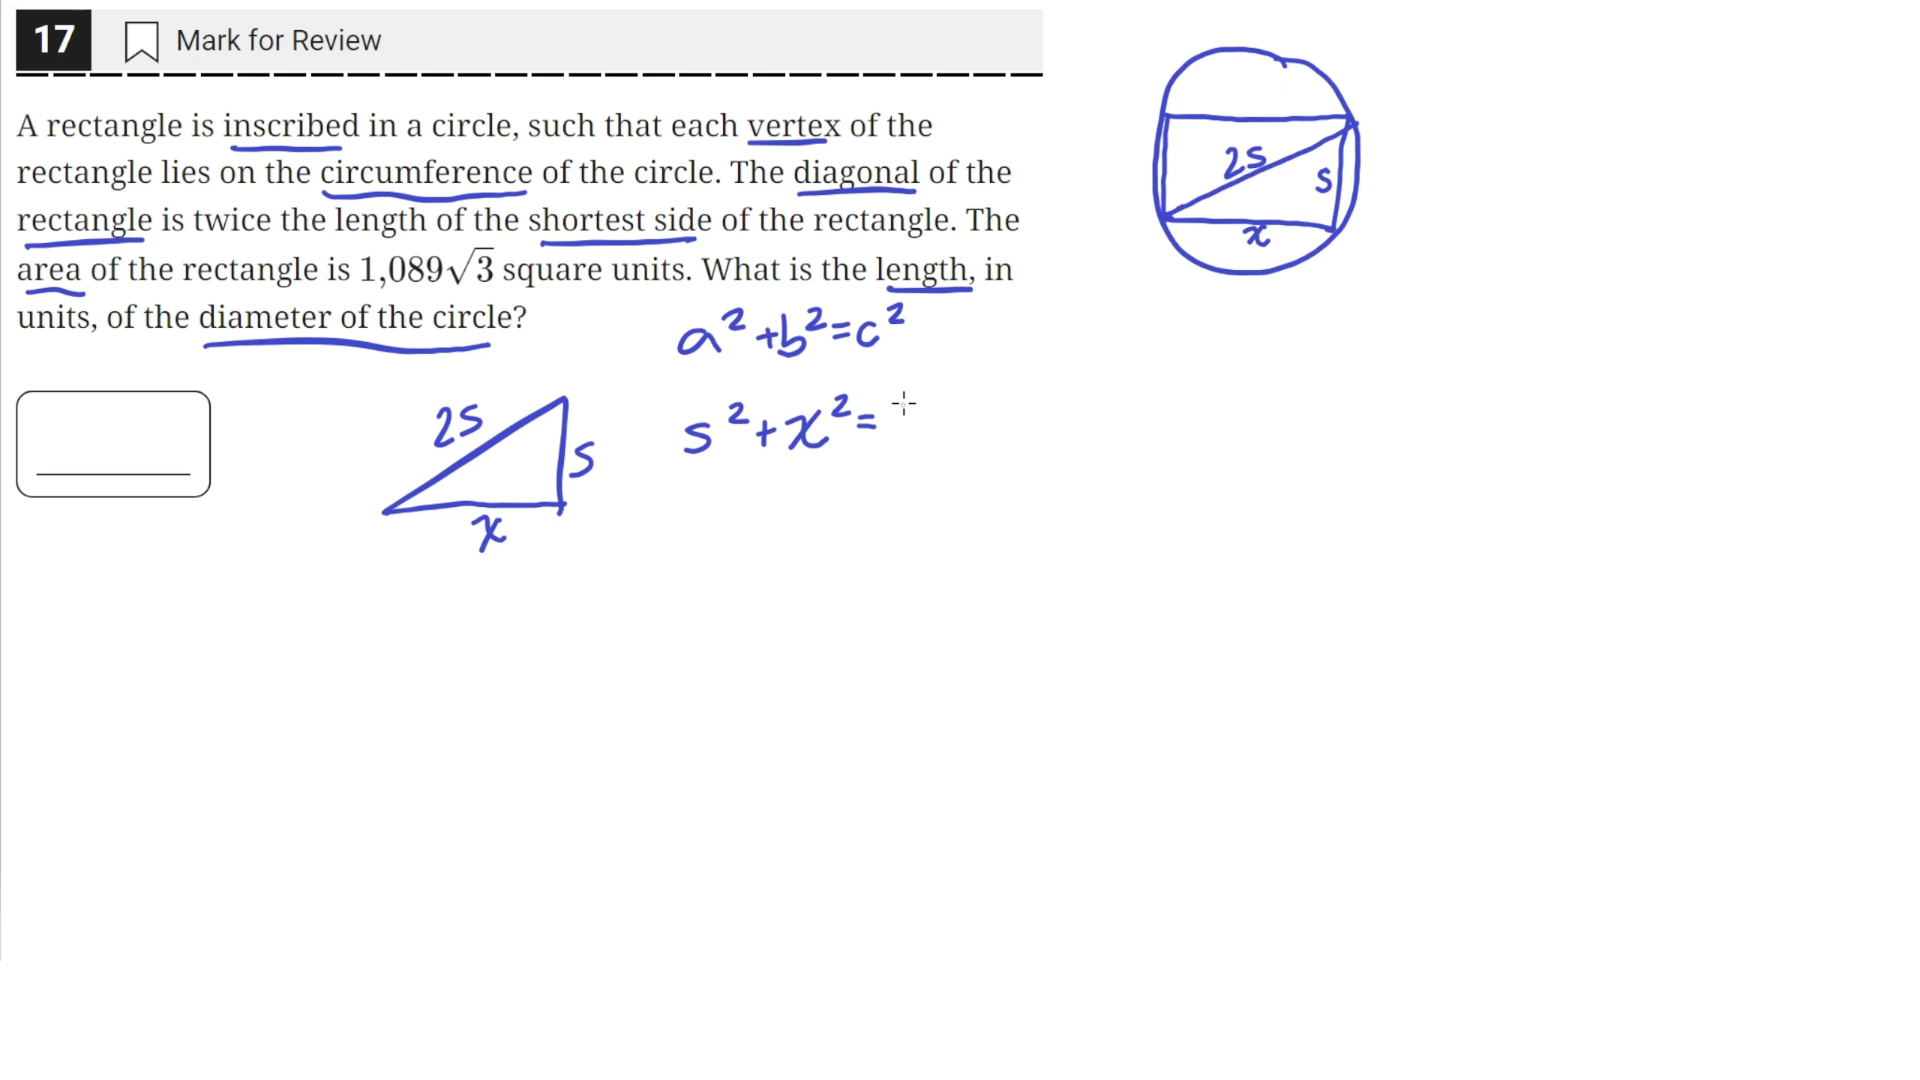 17 Mark for Review
A rectangle is inscribed in a circle, such that each vertex of the
rectangle lies on the circumference of the circle. The diagonal of the
rectangle is twice the length of the shortest side of the rectangle. The
area of the rectangle is 1,089√3 square units. What is the length, in
units, of the diameter of the circle?
a² + b² = c²
s² + x² =
2s
s
x
2s
s
x